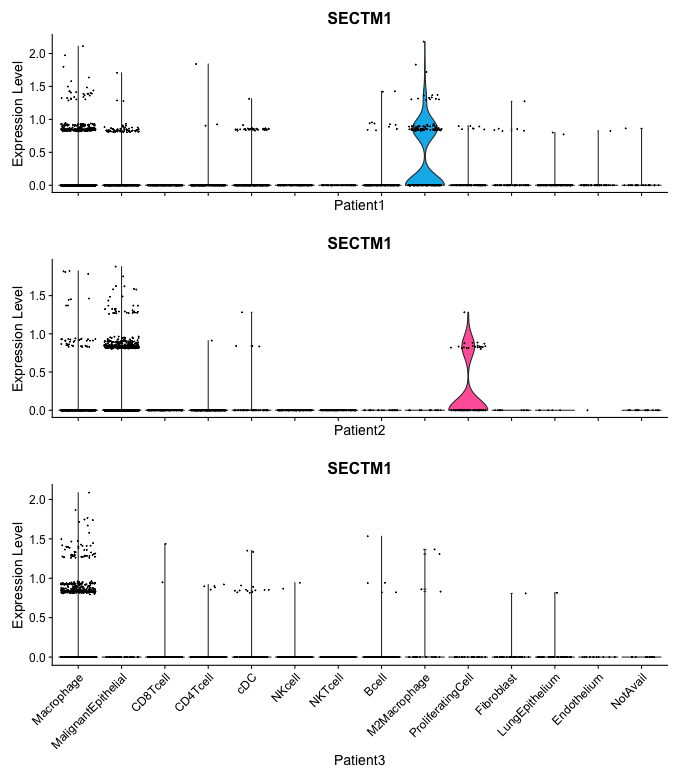 SECTM1
Expression Level
2.0
1.5
1.0
0.5
0.0
Patient1
SECTM1
Expression Level
1.5
1.0
0.5
0.0
Patient2
SECTM1
Expression Level
2.0
1.5
1.0
0.5
0.0
Macrophage
MalignantEpithelial
CD8Tcell
CD4Tcell
cDC
NKcell
NKTcell
Bcell
M2Macrophage
ProliferatingCell
Fibroblast
LungEpithelium
Endothelium
NotAvail
Patient3